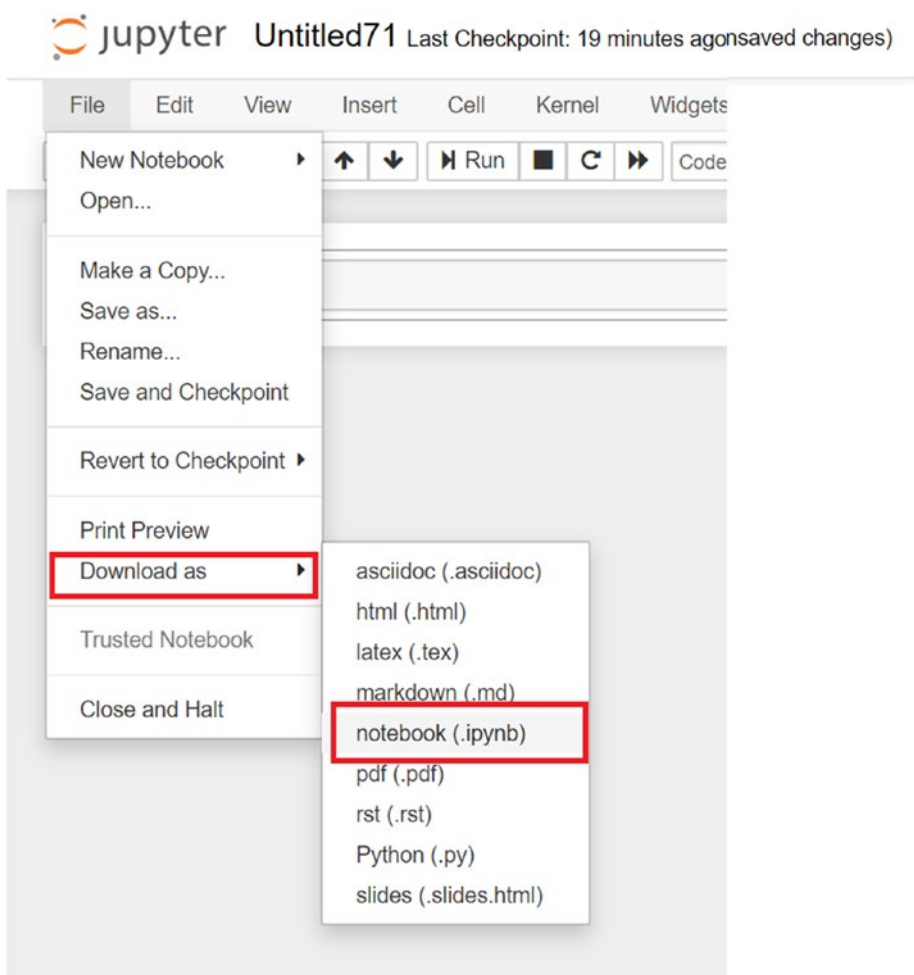 jupyter Untitled71 Last Checkpoint: 19 minutes agonsaved changes)
File Edit View Insert Cell Kernel Widgets
New Notebook Run Code
Open...
Make a Copy...
Save as...
Rename...
Save and Checkpoint
Revert to Checkpoint
Print Preview
Download as
asciidoc (.asciidoc)
html (.html)
Trusted Notebook
latex (.tex)
markdown (.md)
Close and Halt
notebook (.ipynb)
pdf (.pdf)
rst (.rst)
Python (.py)
slides (.slides.html)